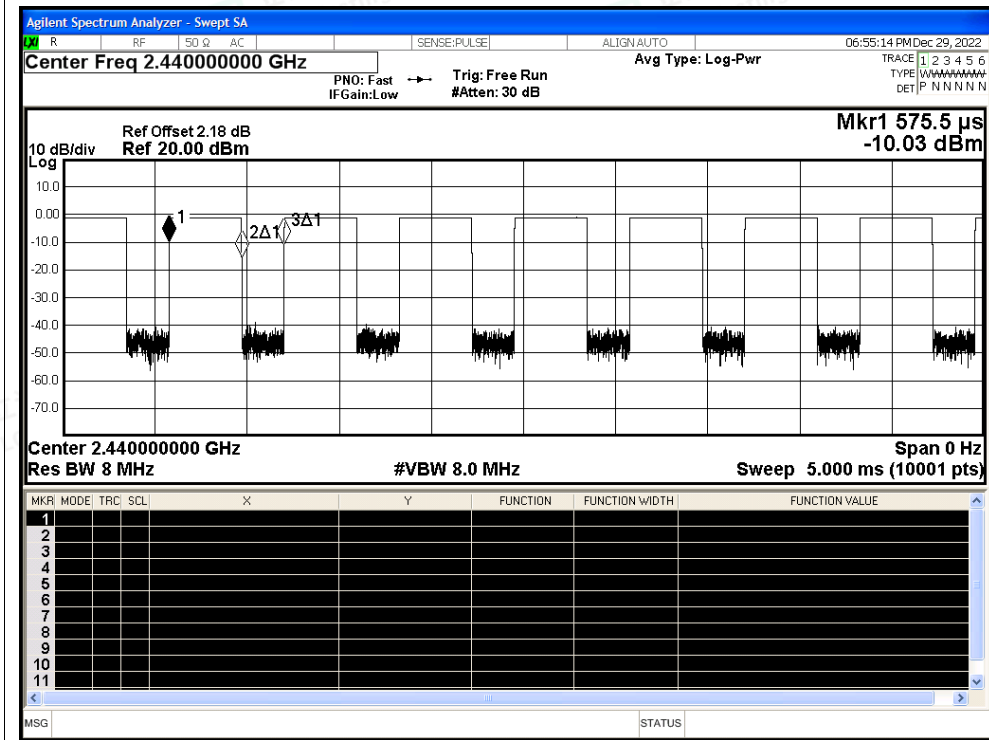 Agilent Spectrum Analyzer - Swept SA
LXI R RF 50 Ω AC SENSE:PULSE ALIGN AUTO 06:55:14 PM Dec 29, 2022
Center Freq 2.440000000 GHz
PNO: Fast
IFGain:Low
Trig: Free Run
#Atten: 30 dB
Avg Type: Log-Pwr
TRACE 1 2 3 4 5 6
TYPE
DET P N N N N N
Mkr1 575.5 µs
-10.03 dBm
Ref Offset 2.18 dB
10 dB/div Ref 20.00 dBm
Log
10.0
0.00
-10.0
-20.0
-30.0
-40.0
-50.0
-60.0
-70.0
1
2Δ1
3Δ1
Center 2.440000000 GHz Span 0 Hz
Res BW 8 MHz #VBW 8.0 MHz Sweep 5.000 ms (10001 pts)
MKR MODE TRC SCL X Y FUNCTION FUNCTION WIDTH FUNCTION VALUE
1
2
3
4
5
6
7
8
9
10
11
MSG STATUS